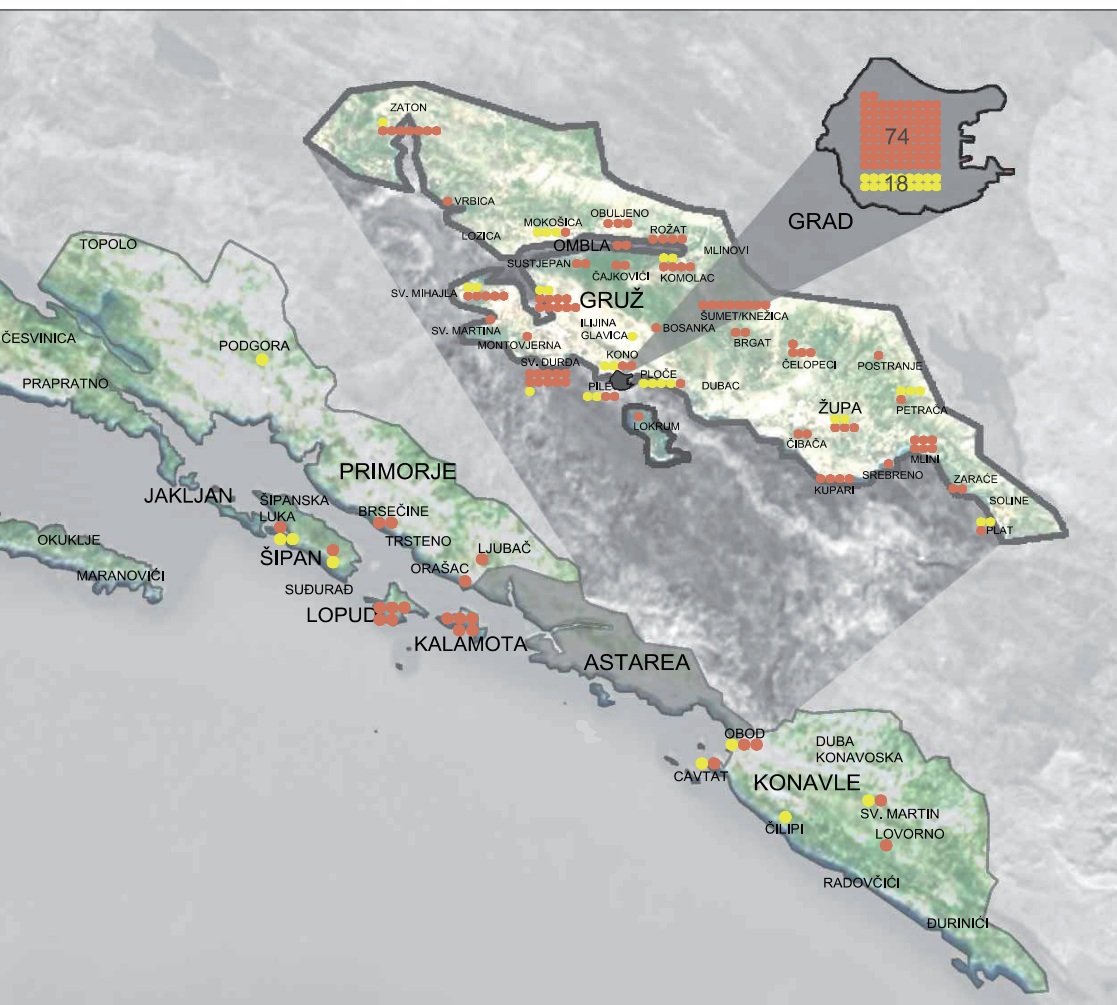 ZATON
74
18
GRAD
VRBICA
LOZICA
MOKOŠICA
OBULJENO
ROŽAT
MLINOVI
OMBLA
SUSTJEPAN
ČAJKOVIĆI
KOMOLAC
TOPOLO
SV. MIHAJLA
GRUŽ
ŠUMET/KNEŽICA
SV. MARTINA
MONTOVJERNA
ILIJINA
GLAVICA
BOSANKA
BRGAT
ČELOPECI
POSTRANJE
ČESVINICA
PODGORA
PRAPRATNO
SV. ĐURĐA
KONO
PILE
PLOČE
DUBAC
PETRAČA
LOKRUM
ŽUPA
ČIBAČA
MLINI
SREBRENO
KUPARI
ZARAĆE
SOLINE
PLAT
PRIMORJE
JAKLJAN
ŠIPANSKA
LUKA
BRSEČINE
TRSTENO
LJUBAČ
OKUKLJE
ŠIPAN
ORAŠAC
MARANOVIĆI
SUĐURAĐ
LOPUD
KALAMOTA
ASTAREA
OBOD
DUBA
KONAVOSKA
CAVTAT
KONAVLE
SV. MARTIN
ČILIPI
LOVORNO
RADOVČIĆI
ĐURINIĆI